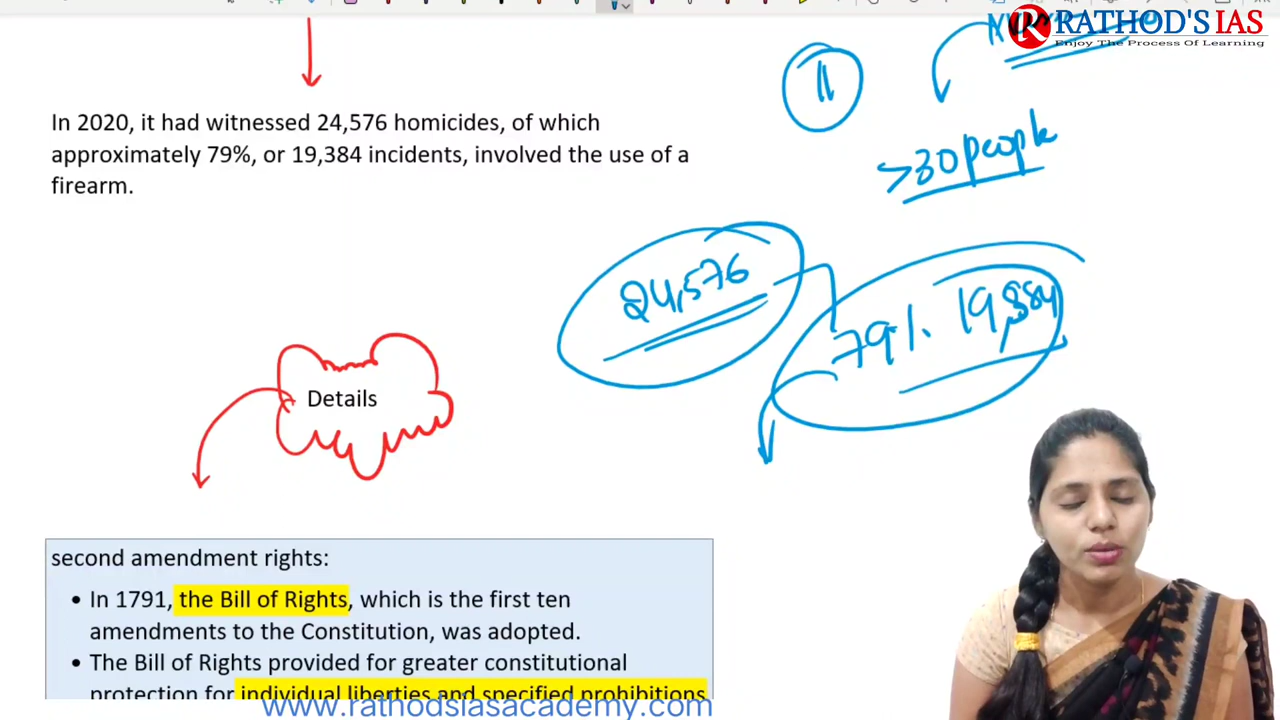 RATHOD'S IAS
Enjoy The Process Of Learning
11
>30 people
In 2020, it had witnessed 24,576 homicides, of which
approximately 79%, or 19,384 incidents, involved the use of a
firearm.
24,576
79%. 19,384
Details
second amendment rights:
• In 1791, the Bill of Rights, which is the first ten
amendments to the Constitution, was adopted.
• The Bill of Rights provided for greater constitutional
protection for individual liberties and specified prohibitions
www.rathodsiasacademy.com